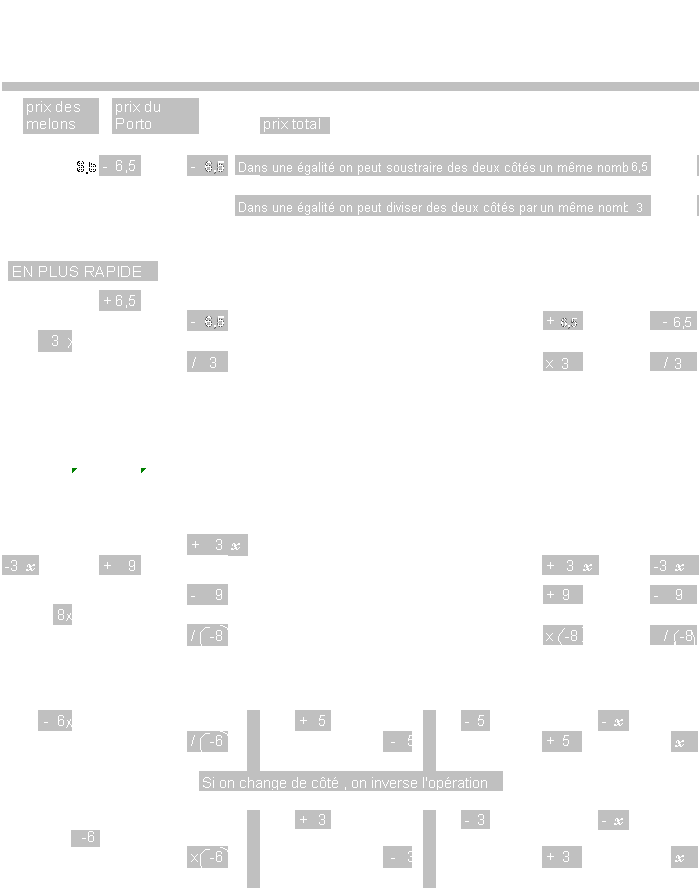 prix des prix du
melons Porto prix total
6,5 - 6,5 - 6,5 Dans une égalité on peut soustraire des deux côtés un même nomb 6,5
Dans une égalité on peut diviser des deux côtés par un même nomb 3
EN PLUS RAPIDE
+ 6,5
- 6,5 + 6,5 - 6,5
3 x
/ 3 x 3 / 3
+ 3 x
-3 x + 9 + 3 x -3 x
- 9 + 9 - 9
8x
/ (-8) x (-8) / (-8)
- 6x + 5 - 5 - x
/ (-6) - 5 + 5 x
Si on change de côté , on inverse l'opération
+ 3 - 3 - x
-6
x (-6) - 3 + 3 x